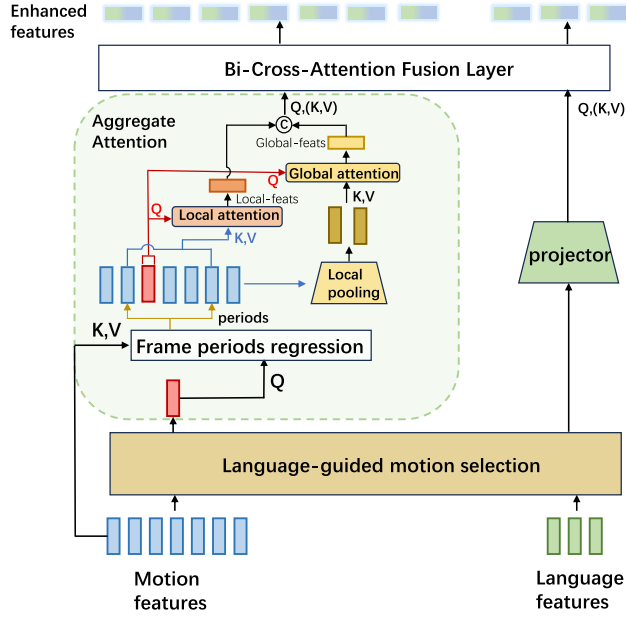 Enhanced
features
Bi-Cross-Attention Fusion Layer
Q,(K,V)
Q,(K,V)
Aggregate
Attention
C
Global-feats
Q
Global attention
Local-feats
K,V
Q
Local attention
K,V
projector
Local
pooling
periods
K,V
Frame periods regression
Q
Language-guided motion selection
Motion
features
Language
features